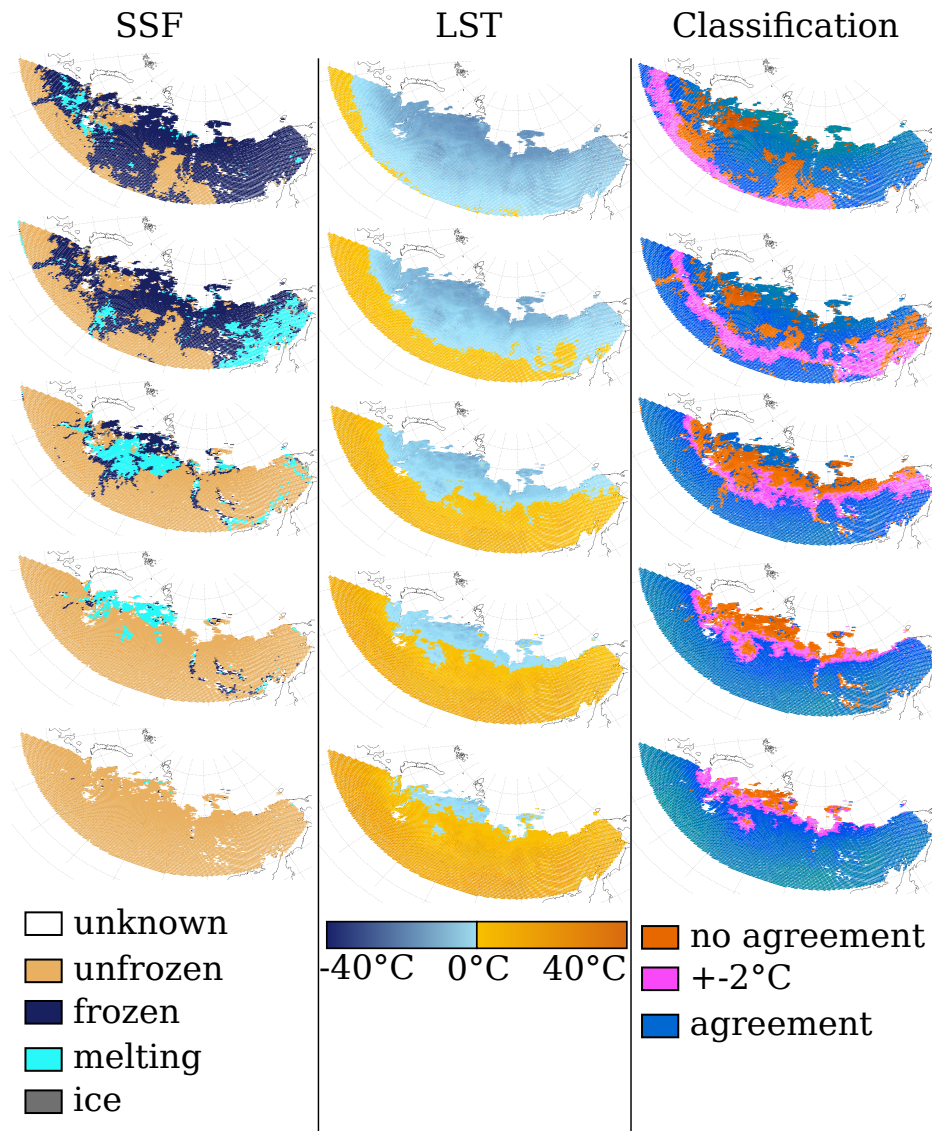 SSF
LST
Classification
unknown
unfrozen
frozen
melting
ice
-40°C 0°C 40°C
no agreement
+-2°C
agreement